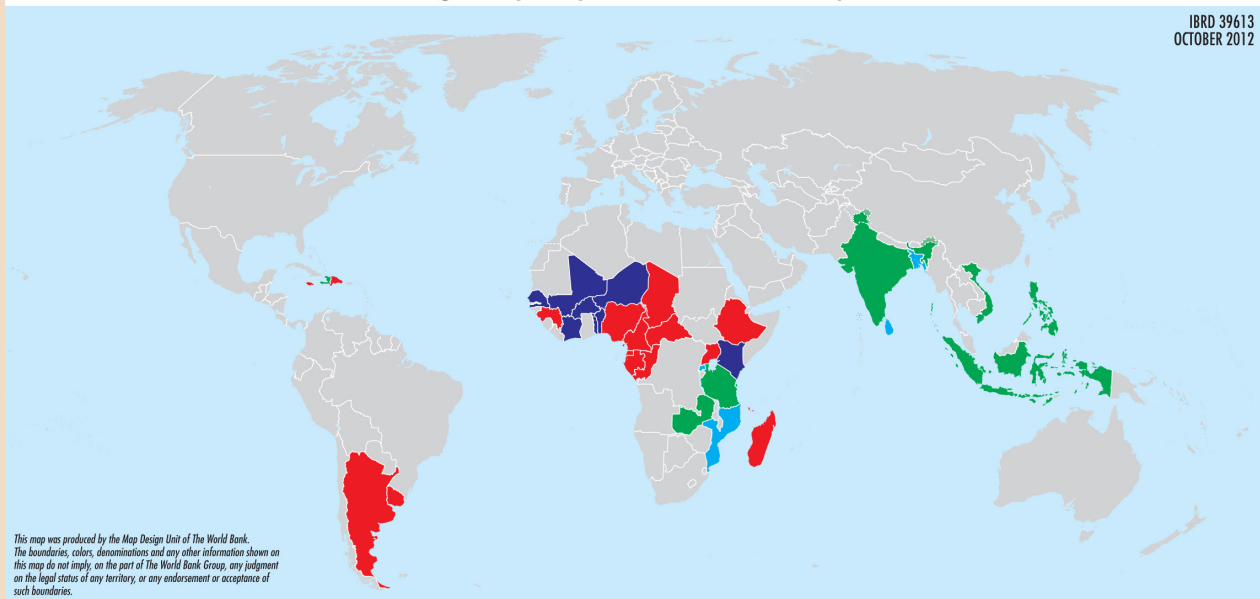 IBRD 39613
OCTOBER 2012
This map was produced by the Map Design Unit of The World Bank.
The boundaries, colors, denominations and any other information shown on
this map do not imply, on the part of The World Bank Group, any judgment
on the legal status of any territory, or any endorsement or acceptance of
such boundaries.